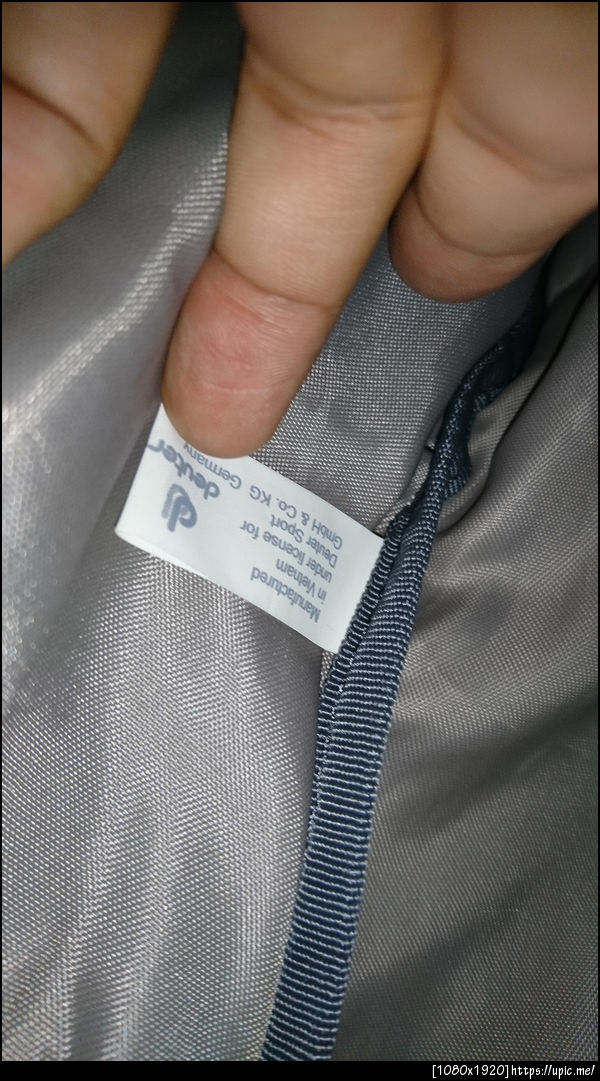 Manufactured
in Vietnam
under license for
Deuter Sport
GmbH & Co. KG Germany
deuter
[1080x1920]https://upic.me/